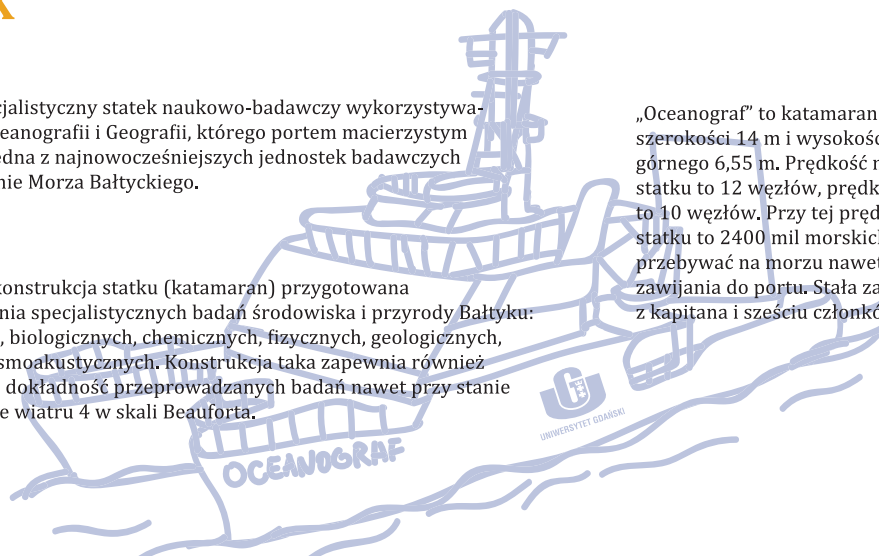 cjalistyczny statek naukowo-badawczy wykorzystywa-
eanografii i Geografii, którego portem macierzystym
edna z najnowocześniejszych jednostek badawczych
nie Morza Bałtyckiego.
konstrukcja statku (katamaran) przygotowana
nia specjalistycznych badań środowiska i przyrody Bałtyku:
, biologicznych, chemicznych, fizycznych, geologicznych,
smoakustycznych. Konstrukcja taka zapewnia również
dokładność przeprowadzanych badań nawet przy stanie
e wiatru 4 w skali Beauforta.
„Oceanograf” to katamaran
szerokości 14 m i wysokośc
górnego 6,55 m. Prędkość m
statku to 12 węzłów, prędk
to 10 węzłów. Przy tej pręd
statku to 2400 mil morskich
przebywać na morzu nawet
zawijania do portu. Stała za
z kapitana i sześciu członkó
OCEANOGRAF
UNIWERSYTET GDAŃSKI